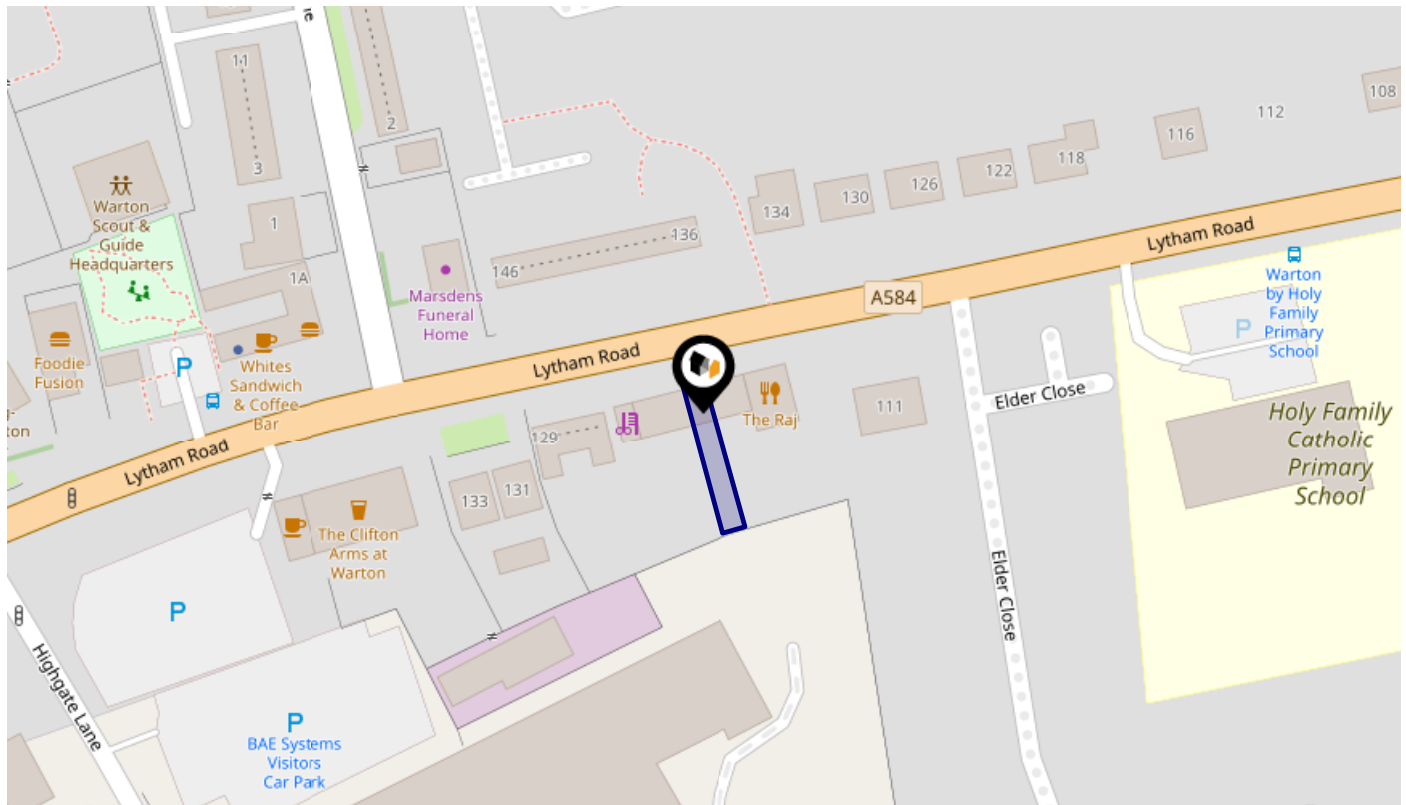 11
3
2
1
1A
Warton
Scout &
Guide
Headquarters
Foodie
Fusion
P
Whites
Sandwich
& Coffee
Bar
Marsdens
Funeral
Home
146
136
134
130
126
122
118
116
112
108
Lytham Road
A584
Lytham Road
Lytham Road
Warton
by Holy
Family
Primary
School
P
Elder Close
Holy Family
Catholic
Primary
School
The Raj
111
129
131
133
The Clifton
Arms at
Warton
P
Elder Close
Highgate Lane
P
BAE Systems
Visitors
Car Park